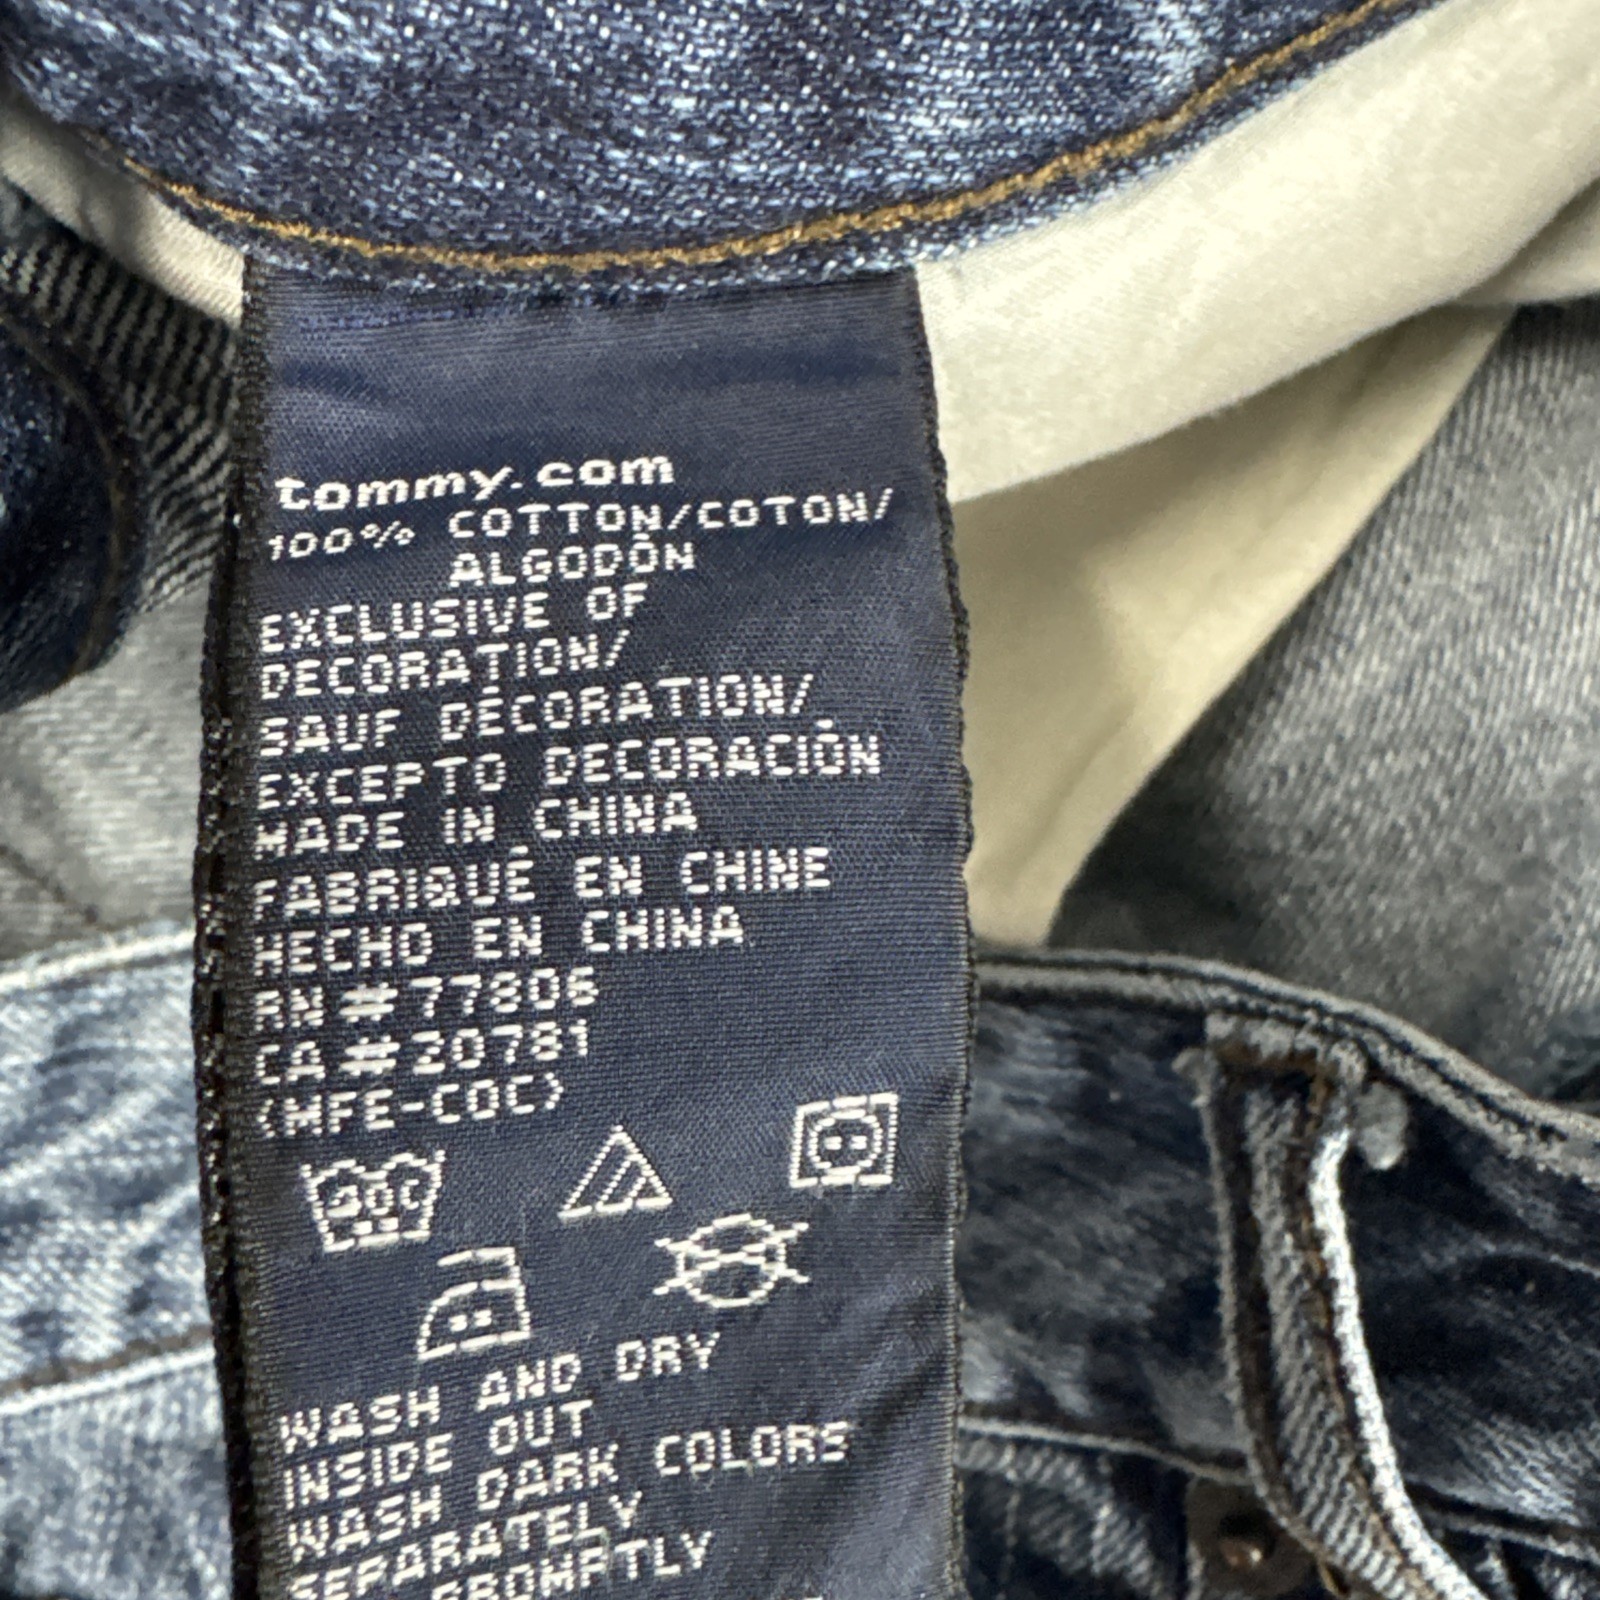 tommy.com
100% COTTON/COTON/
ALGODÓN
EXCLUSIVE OF
DECORATION/
SAUF DÉCORATION/
EXCEPTO DECORACIÓN
MADE IN CHINA
FABRIQUÉ EN CHINE
HECHO EN CHINA
RN#77806
CA#20781
(MFE-COC)
WASH AND DRY
INSIDE OUT
WASH DARK COLORS
SEPARATELY
PROMPTLY